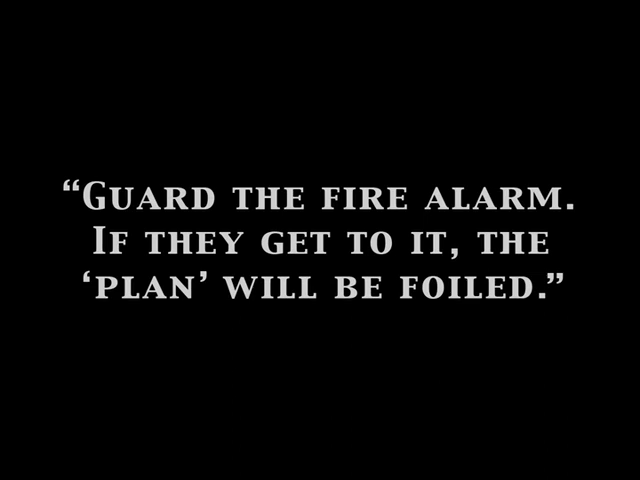 “Guard the fire alarm.
If they get to it, the
‘plan’ will be foiled.”